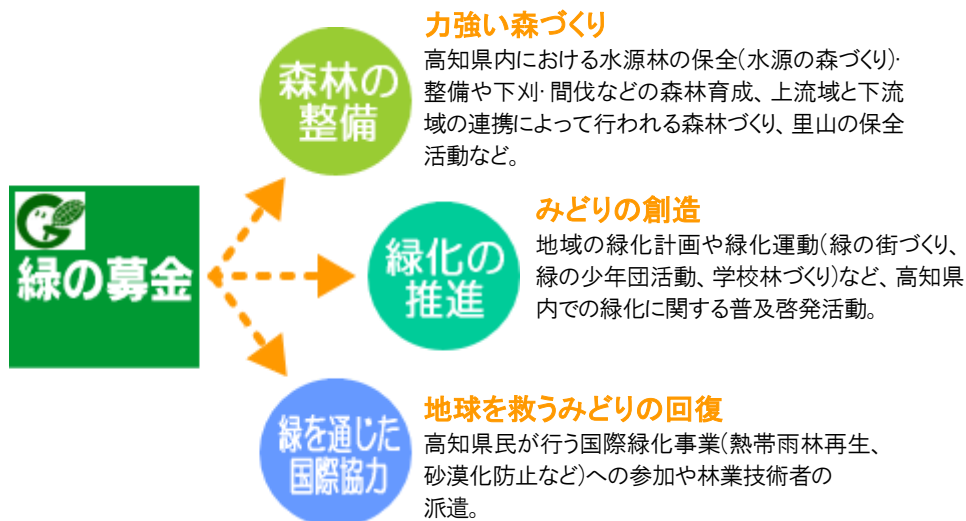 緑の募金
森林の
整備
力強い森づくり
高知県内における水源林の保全(水源の森づくり)・
整備や下刈・間伐などの森林育成、上流域と下流
域の連携によって行われる森林づくり、里山の保全
活動など。
緑化の
推進
みどりの創造
地域の緑化計画や緑化運動(緑の街づくり、
緑の少年団活動、学校林づくり)など、高知県
内での緑化に関する普及啓発活動。
緑を通じた
国際協力
地球を救うみどりの回復
高知県民が行う国際緑化事業(熱帯雨林再生、
砂漠化防止など)への参加や林業技術者の
派遣。